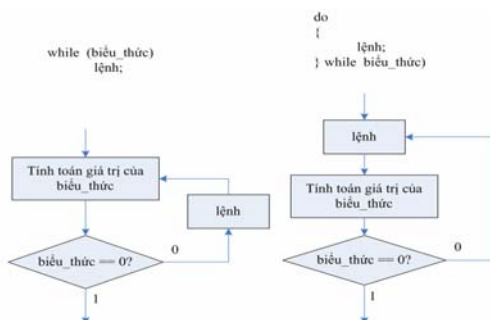 while (biểu_thức)
lệnh;
Tính toán giá trị của
biểu_thức
lệnh
biểu_thức == 0?
0
1
do
{
lệnh;
} while biểu_thức)
lệnh
Tính toán giá trị của
biểu_thức
biểu_thức == 0?
0
1